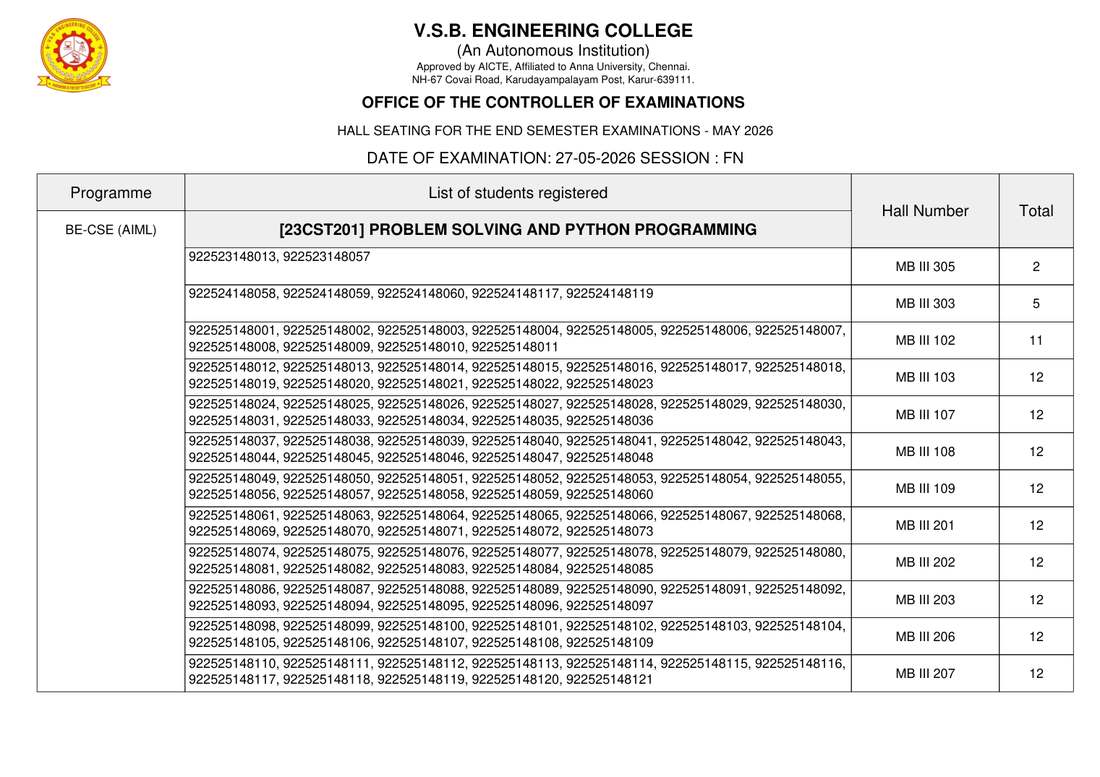 V.S.B. ENGINEERING COLLEGE
(An Autonomous Institution)
Approved by AICTE, Affiliated to Anna University, Chennai.
NH-67 Covai Road, Karudayampalayam Post, Karur-639111.
OFFICE OF THE CONTROLLER OF EXAMINATIONS
HALL SEATING FOR THE END SEMESTER EXAMINATIONS - MAY 2026
DATE OF EXAMINATION: 27-05-2026 SESSION : FN
Programme List of students registered Hall Number Total
BE-CSE (AIML) [23CST201] PROBLEM SOLVING AND PYTHON PROGRAMMING
922523148013, 922523148057 MB III 305 2
922524148058, 922524148059, 922524148060, 922524148117, 922524148119 MB III 303 5
922525148001, 922525148002, 922525148003, 922525148004, 922525148005, 922525148006, 922525148007,
922525148008, 922525148009, 922525148010, 922525148011 MB III 102 11
922525148012, 922525148013, 922525148014, 922525148015, 922525148016, 922525148017, 922525148018,
922525148019, 922525148020, 922525148021, 922525148022, 922525148023 MB III 103 12
922525148024, 922525148025, 922525148026, 922525148027, 922525148028, 922525148029, 922525148030,
922525148031, 922525148033, 922525148034, 922525148035, 922525148036 MB III 107 12
922525148037, 922525148038, 922525148039, 922525148040, 922525148041, 922525148042, 922525148043,
922525148044, 922525148045, 922525148046, 922525148047, 922525148048 MB III 108 12
922525148049, 922525148050, 922525148051, 922525148052, 922525148053, 922525148054, 922525148055,
922525148056, 922525148057, 922525148058, 922525148059, 922525148060 MB III 109 12
922525148061, 922525148063, 922525148064, 922525148065, 922525148066, 922525148067, 922525148068,
922525148069, 922525148070, 922525148071, 922525148072, 922525148073 MB III 201 12
922525148074, 922525148075, 922525148076, 922525148077, 922525148078, 922525148079, 922525148080,
922525148081, 922525148082, 922525148083, 922525148084, 922525148085 MB III 202 12
922525148086, 922525148087, 922525148088, 922525148089, 922525148090, 922525148091, 922525148092,
922525148093, 922525148094, 922525148095, 922525148096, 922525148097 MB III 203 12
922525148098, 922525148099, 922525148100, 922525148101, 922525148102, 922525148103, 922525148104,
922525148105, 922525148106, 922525148107, 922525148108, 922525148109 MB III 206 12
922525148110, 922525148111, 922525148112, 922525148113, 922525148114, 922525148115, 922525148116,
922525148117, 922525148118, 922525148119, 922525148120, 922525148121 MB III 207 12